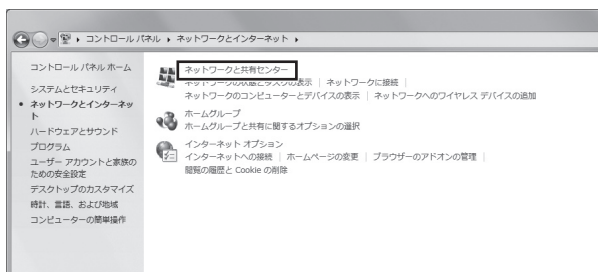 コントロール パネル ▸ ネットワークとインターネット ▸
コントロール パネル ホーム
システムとセキュリティ
ネットワークとインターネッ
ト
ハードウェアとサウンド
プログラム
ユーザー アカウントと家族の
ための安全設定
デスクトップのカスタマイズ
時計、言語、および地域
コンピューターの簡単操作
ネットワークと共有センター
ネットワークの状態とタスクの表示 | ネットワークに接続 |
ネットワークのコンピューターとデバイスの表示 | ネットワークへのワイヤレス デバイスの追加
ホームグループ
ホームグループと共有に関するオプションの選択
インターネット オプション
インターネットへの接続 | ホームページの変更 | ブラウザーのアドオンの管理 |
閲覧の履歴と Cookie の削除